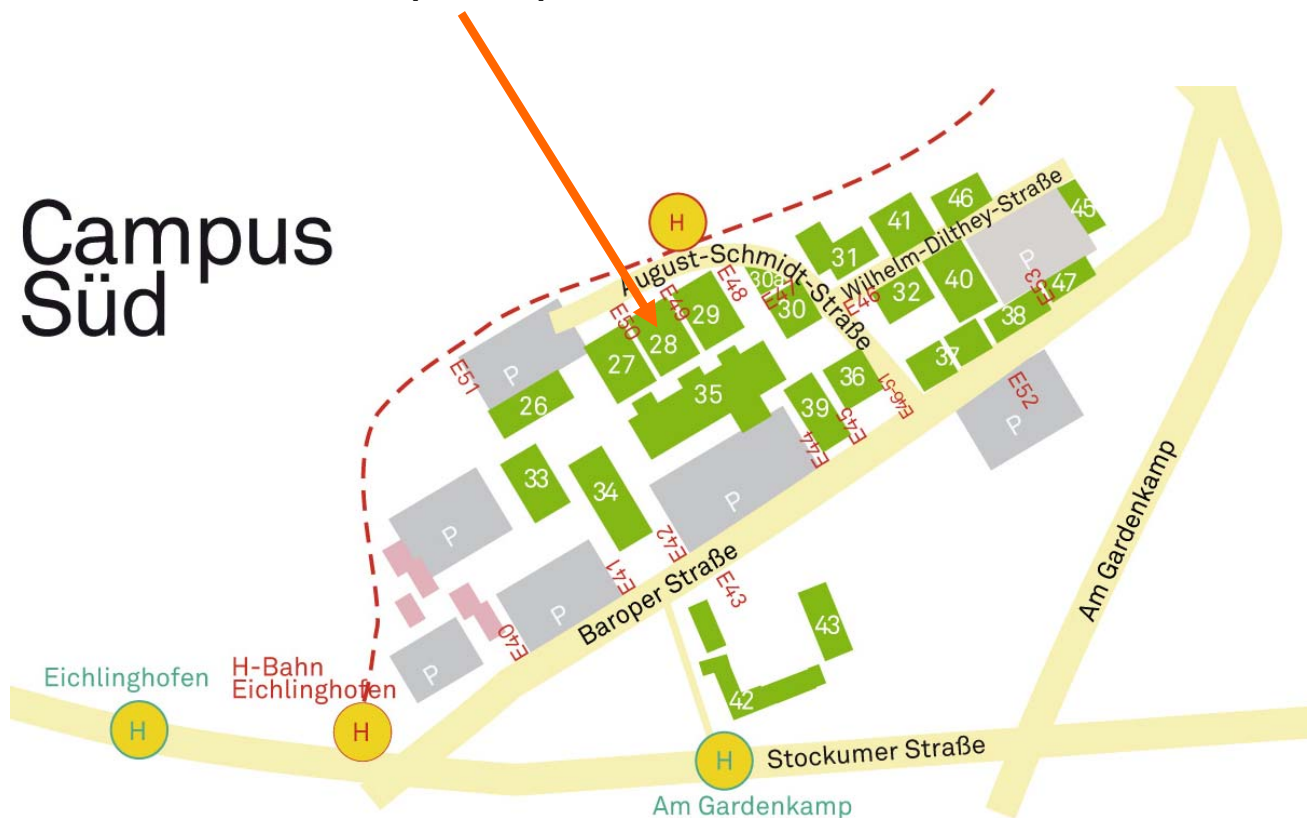 Campus
Süd
H
August-Schmidt-Straße
Wilhelm-Dilthey-Straße
46
45
41
31
P
40
47
E53
32
E46
30a
30
E48
29
E49
28
E50
27
P
E51
26
35
36
39
E45
E44
E46-51
37
38
E52
P
33
34
P
P
E42
E41
P
E40
P
Baroper Straße
E43
43
42
Am Gardenkamp
Eichlinghofen
H
H-Bahn
Eichlinghofen
H
H
Stockumer Straße
Am Gardenkamp